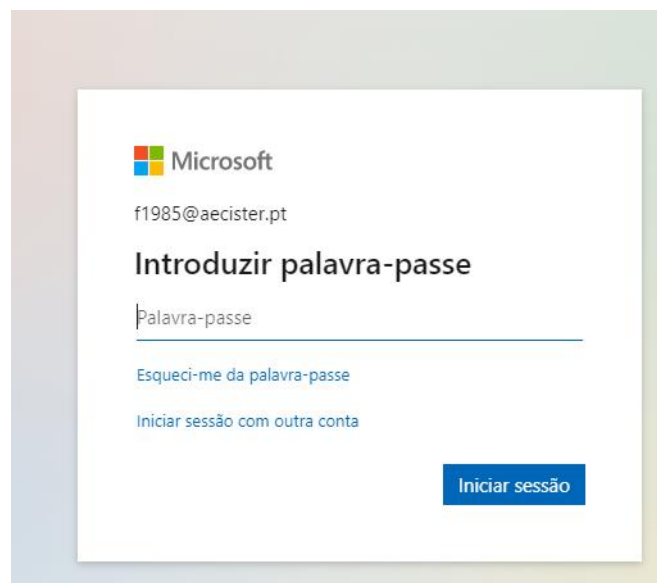 Microsoft
f1985@aecister.pt
Introduzir palavra-passe
Palavra-passe
Esqueci-me da palavra-passe
Iniciar sessão com outra conta
Iniciar sessão